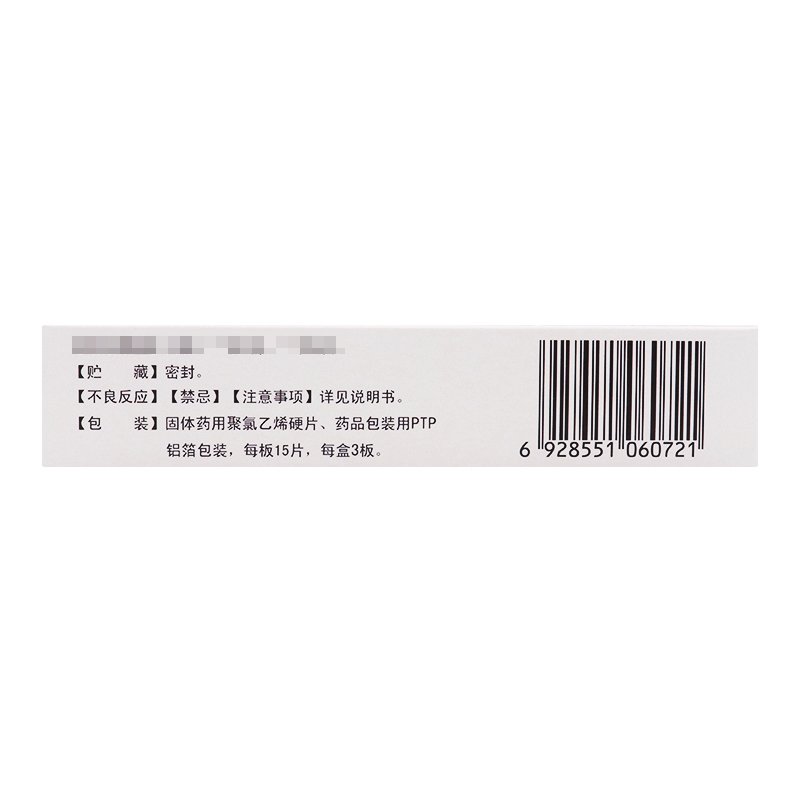 【贮　藏】密封。
【不良反应】【禁忌】【注意事项】详见说明书。
【包　装】固体药用聚氯乙烯硬片、药品包装用PTP
铝箔包装，每板15片，每盒3板。
6 928551 060721